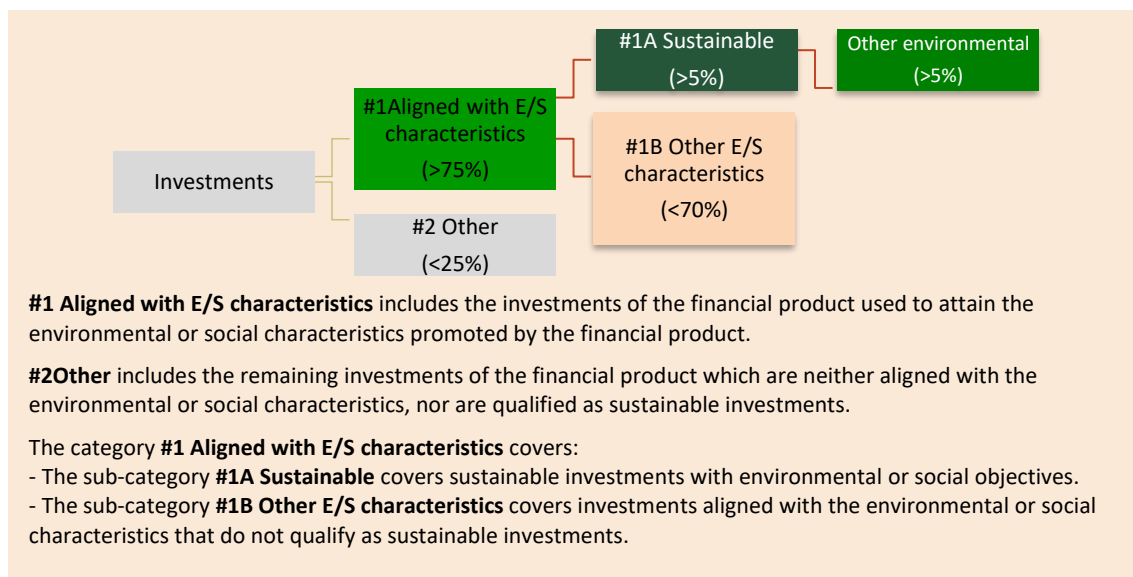 #1A Sustainable
(>5%)
Other environmental
(>5%)
#1Aligned with E/S
characteristics
(>75%)
#1B Other E/S
characteristics
(<70%)
Investments
#2 Other
(<25%)
#1 Aligned with E/S characteristics includes the investments of the financial product used to attain the
environmental or social characteristics promoted by the financial product.
#2Other includes the remaining investments of the financial product which are neither aligned with the
environmental or social characteristics, nor are qualified as sustainable investments.
The category #1 Aligned with E/S characteristics covers:
- The sub-category #1A Sustainable covers sustainable investments with environmental or social objectives.
- The sub-category #1B Other E/S characteristics covers investments aligned with the environmental or social
characteristics that do not qualify as sustainable investments.